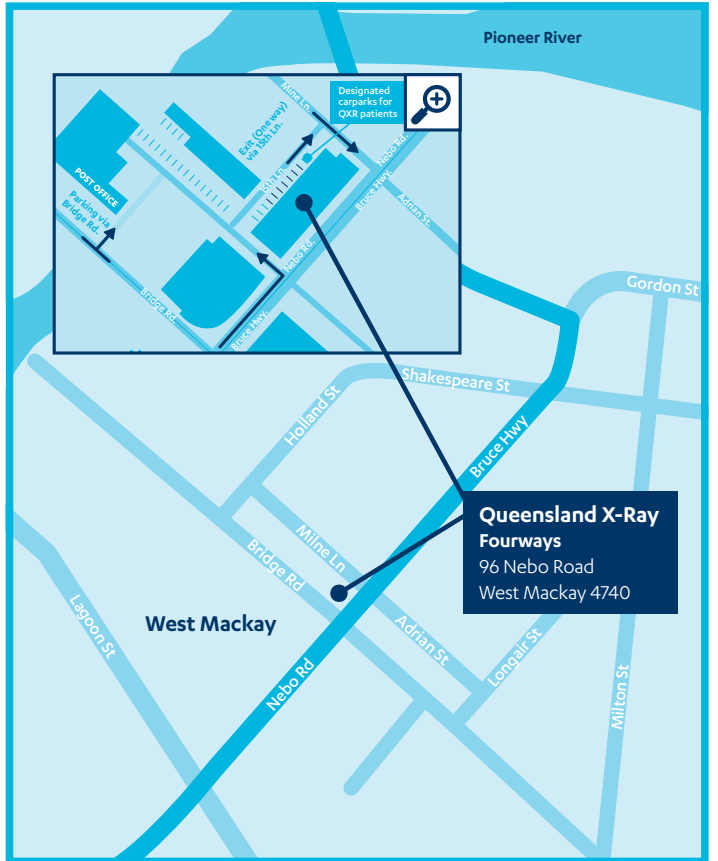 Pioneer River
Designated
carparks for
QXR patients
Mine Ln.
Exit (One way)
via 15th Ln.
15th Ln.
Nebo Rd.
Bruce Hwy.
Adrian St.
POST OFFICE
Parking via
Bridge Rd.
Bridge Rd.
Nebo Rd.
Bruce Hwy.
Gordon St
Shakespeare St
Holland St
Bruce Hwy
Queensland X-Ray
Fourways
96 Nebo Road
West Mackay 4740
Milne Ln
Bridge Rd
West Mackay
Lagoon St
Adrian St
Longair St
Nebo Rd
Milton St